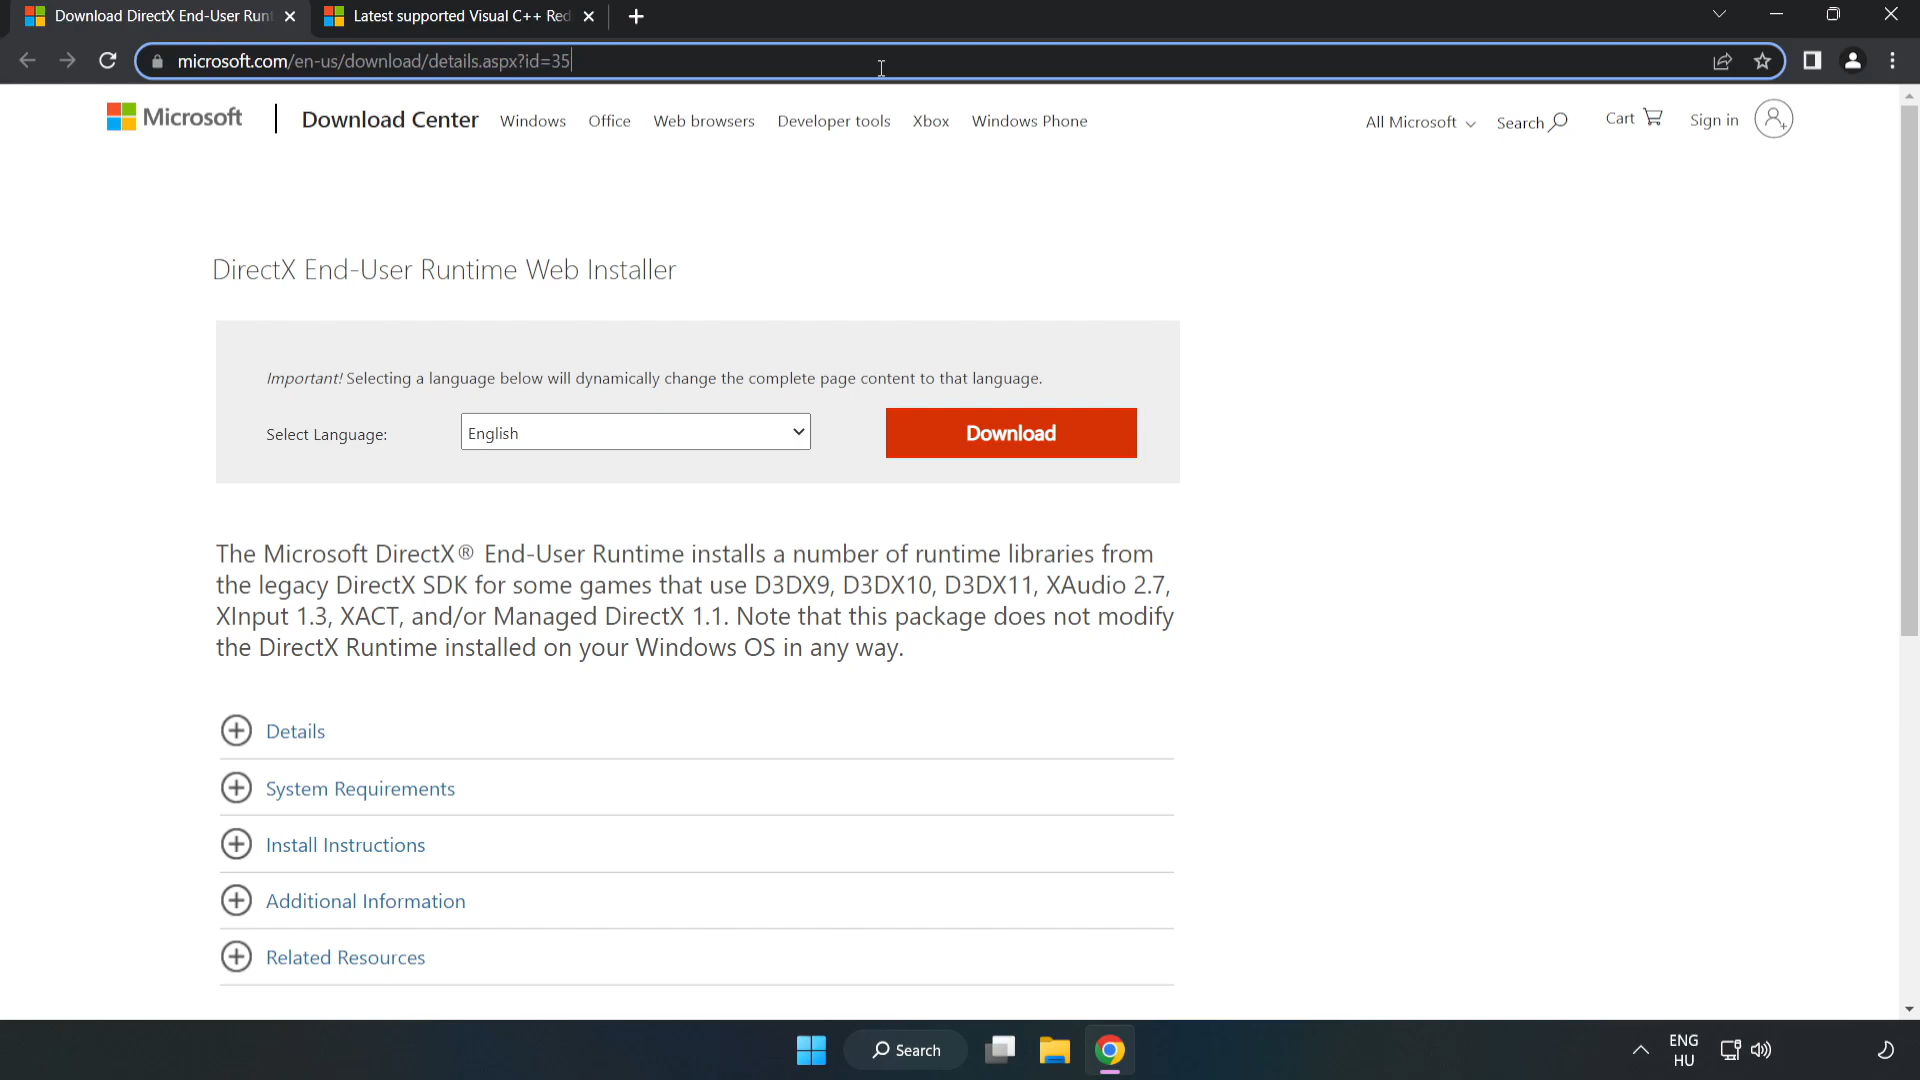 Download DirectX End-User Runt
Latest supported Visual C++ Red
microsoft.com/en-us/download/details.aspx?id=35
Microsoft
Download Center
Windows
Office
Web browsers
Developer tools
Xbox
Windows Phone
All Microsoft
Search
Cart
Sign in
DirectX End-User Runtime Web Installer
Important! Selecting a language below will dynamically change the complete page content to that language.
Select Language:
English
Download
The Microsoft DirectX® End-User Runtime installs a number of runtime libraries from
the legacy DirectX SDK for some games that use D3DX9, D3DX10, D3DX11, XAudio 2.7,
XInput 1.3, XACT, and/or Managed DirectX 1.1. Note that this package does not modify
the DirectX Runtime installed on your Windows OS in any way.
Details
System Requirements
Install Instructions
Additional Information
Related Resources
Search
ENG
HU